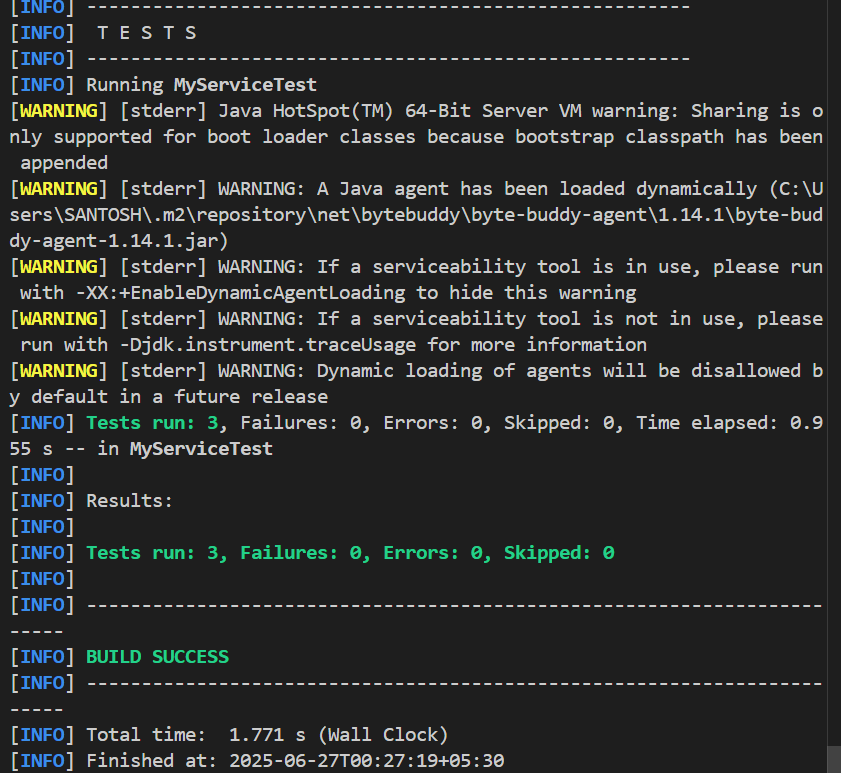 [INFO] -------------------------------------------------------
[INFO]  T E S T S
[INFO] -------------------------------------------------------
[INFO] Running MyServiceTest
[WARNING] [stderr] Java HotSpot(TM) 64-Bit Server VM warning: Sharing is o
nly supported for boot loader classes because bootstrap classpath has been
 appended
[WARNING] [stderr] WARNING: A Java agent has been loaded dynamically (C:\U
sers\SANTOSH\.m2\repository\net\bytebuddy\byte-buddy-agent\1.14.1\byte-bud
dy-agent-1.14.1.jar)
[WARNING] [stderr] WARNING: If a serviceability tool is in use, please run
 with -XX:+EnableDynamicAgentLoading to hide this warning
[WARNING] [stderr] WARNING: If a serviceability tool is not in use, please
 run with -Djdk.instrument.traceUsage for more information
[WARNING] [stderr] WARNING: Dynamic loading of agents will be disallowed b
y default in a future release
[INFO] Tests run: 3, Failures: 0, Errors: 0, Skipped: 0, Time elapsed: 0.9
55 s -- in MyServiceTest
[INFO]
[INFO] Results:
[INFO]
[INFO] Tests run: 3, Failures: 0, Errors: 0, Skipped: 0
[INFO]
[INFO] -------------------------------------------------------------------
-----
[INFO] BUILD SUCCESS
[INFO] -------------------------------------------------------------------
-----
[INFO] Total time:  1.771 s (Wall Clock)
[INFO] Finished at: 2025-06-27T00:27:19+05:30